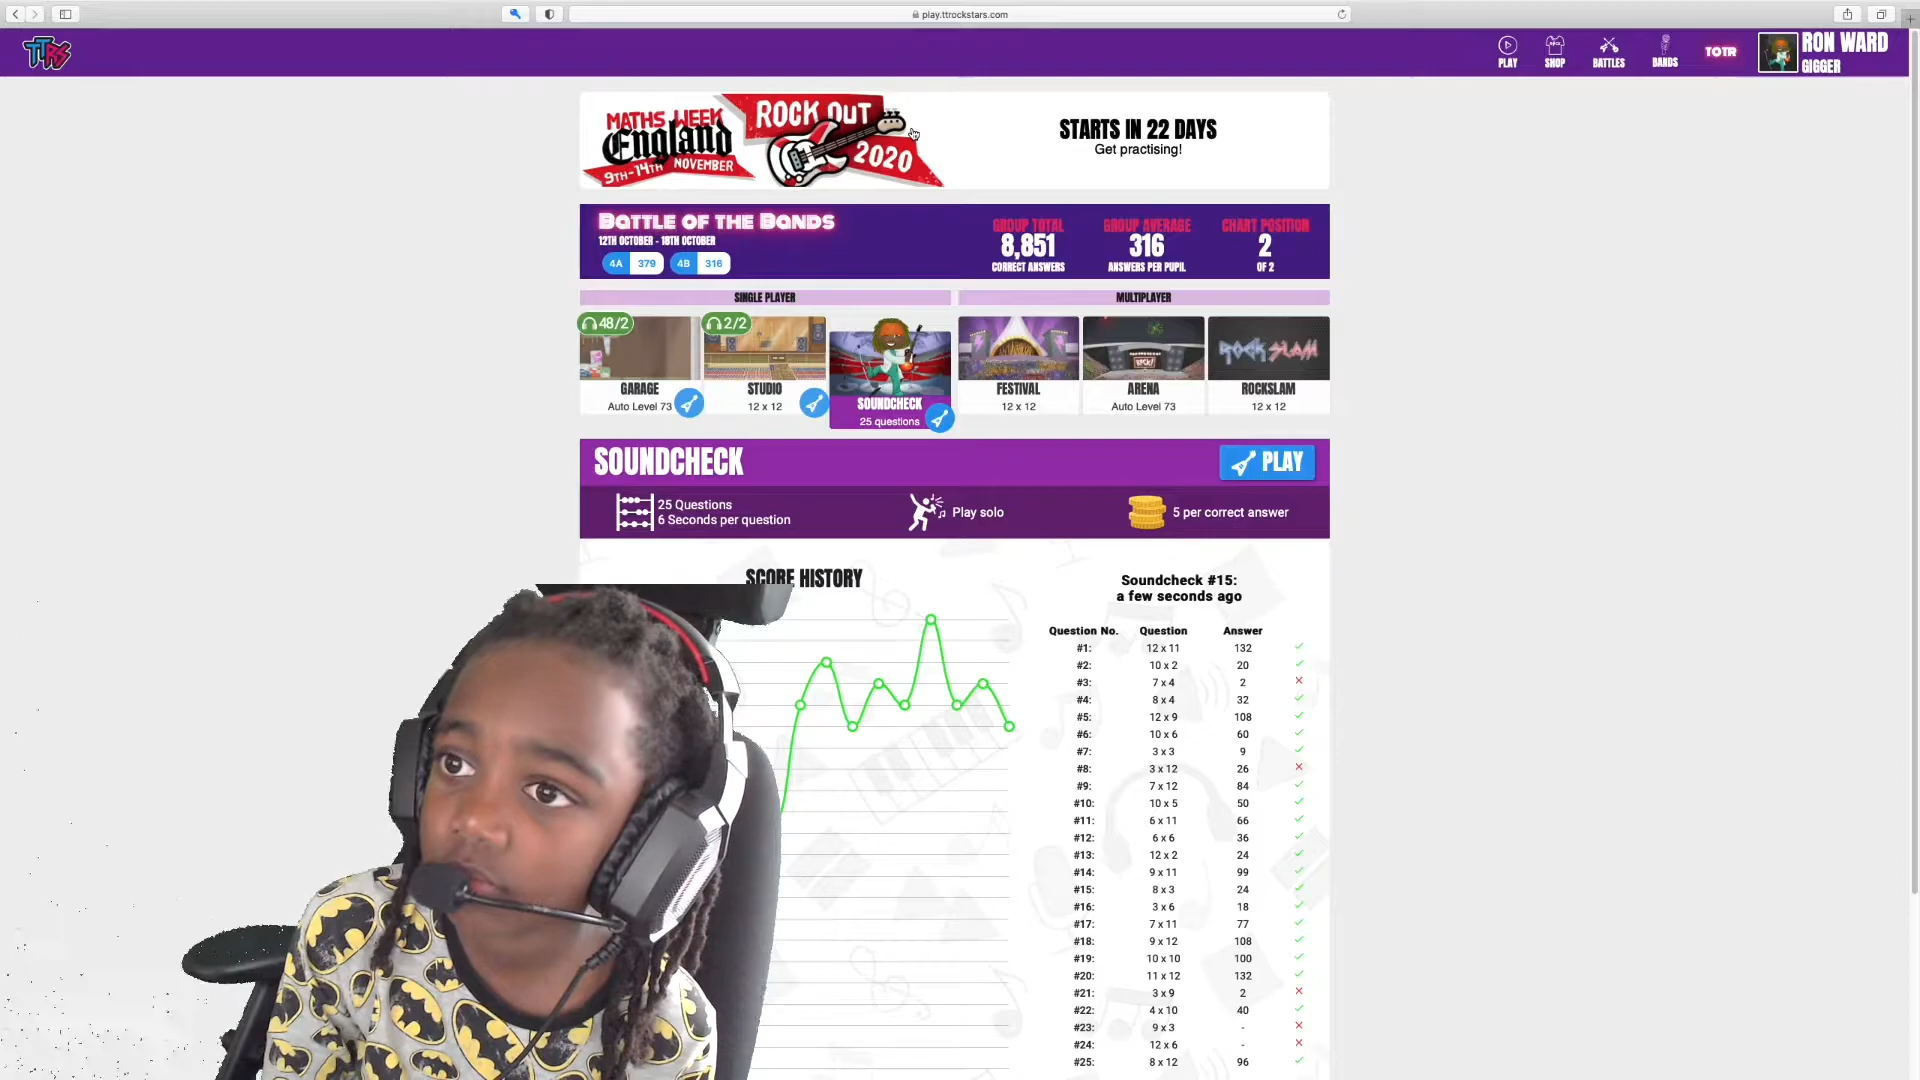 play.ttrockstars.com
TTRS
PLAY
SHOP
BATTLES
BANDS
TOTR
RON WARD
GIGGER
MATHS WEEK
England
9TH-14TH NOVEMBER
ROCK OUT
2020
STARTS IN 22 DAYS
Get practising!
BATTLE OF THE BANDS
12TH OCTOBER - 18TH OCTOBER
4A 379 4B 316
GROUP TOTAL
8,851
CORRECT ANSWERS
GROUP AVERAGE
316
ANSWERS PER PUPIL
CHART POSITION
2
OF 2
SINGLE PLAYER
MULTIPLAYER
48/2
GARAGE
Auto Level 73
2/2
STUDIO
12 x 12
SOUNDCHECK
25 questions
FESTIVAL
12 x 12
ROCK!
ARENA
Auto Level 73
ROCK SLAM
ROCKSLAM
12 x 12
SOUNDCHECK
PLAY
25 Questions
6 Seconds per question
Play solo
5 per correct answer
SCORE HISTORY
Soundcheck #15:
a few seconds ago
Question No. Question Answer
#1: 12 x 11 132
#2: 10 x 2 20
#3: 7 x 4 2
#4: 8 x 4 32
#5: 12 x 9 108
#6: 10 x 6 60
#7: 3 x 3 9
#8: 3 x 12 26
#9: 7 x 12 84
#10: 10 x 5 50
#11: 6 x 11 66
#12: 6 x 6 36
#13: 12 x 2 24
#14: 9 x 11 99
#15: 8 x 3 24
#16: 3 x 6 18
#17: 7 x 11 77
#18: 9 x 12 108
#19: 10 x 10 100
#20: 11 x 12 132
#21: 3 x 9 2
#22: 4 x 10 40
#23: 9 x 3 -
#24: 12 x 6 -
#25: 8 x 12 96